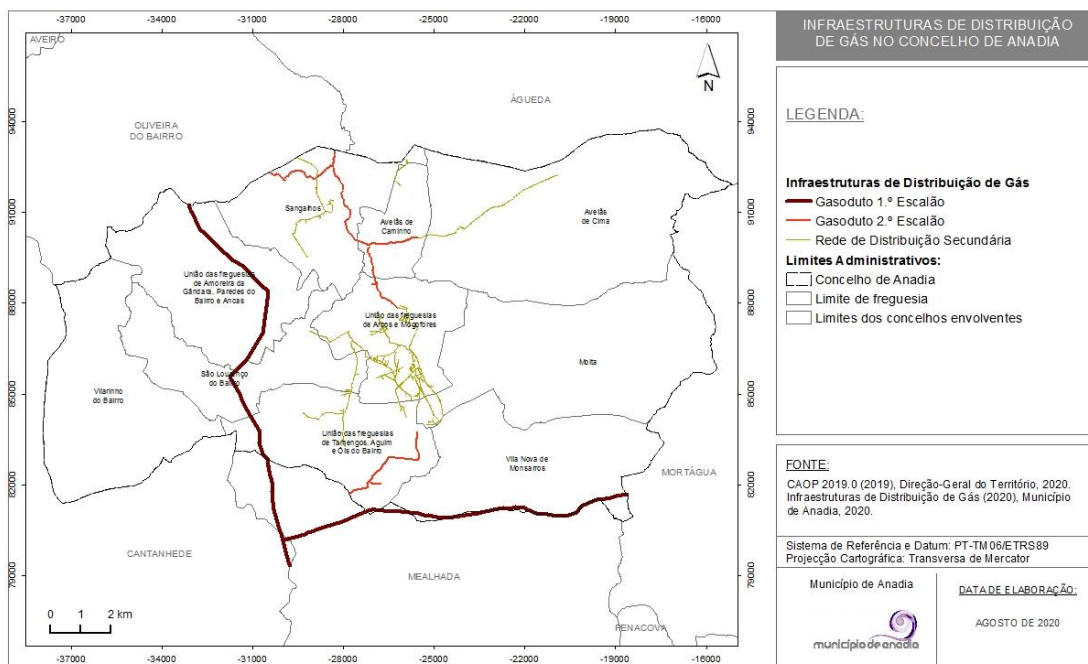 INFRAESTRUTURAS DE DISTRIBUIÇÃO
DE GÁS NO CONCELHO DE ANADIA
-37000
-34000
-31000
-28000
-25000
-22000
-19000
-16000
AVEIRO
N
ÀGUEDA
OLIVEIRA
DO BAIRRO
94000
94000
91000
91000
88000
88000
85000
85000
82000
82000
79000
79000
Sangalhos
Avelãs de
Caminho
Avelãs
de Cima
União das freguesias
de Amoreira da
Gândara, Paredes do
Bairro e Ancas
União das freguesias
de Arcos e Mogofores
Moita
São Lourenço
do Bairro
Vilarinho
do Bairro
União das freguesias
de Tamengos, Aguim
e Óis do Bairro
Vila Nova de
Monsarros
MORTÁGUA
CANTANHEDE
MEALHADA
PENACOVA
0 1 2 km
-37000
-34000
-31000
-28000
-25000
-22000
-19000
-16000
LEGENDA:
Infraestruturas de Distribuição de Gás
Gasoduto 1.º Escalão
Gasoduto 2.º Escalão
Rede de Distribuição Secundária
Limites Administrativos:
Concelho de Anadia
Limite de freguesia
Limites dos concelhos envolventes
FONTE:
CAOP 2019.0 (2019), Direção-Geral do Território, 2020.
Infraestruturas de Distribuição de Gás (2020), Município
de Anadia, 2020.
Sistema de Referência e Datum: PT-TM06/ETRS89
Projecção Cartográfica: Transversa de Mercator
Município de Anadia
município de anadia
DATA DE ELABORAÇÃO:
AGOSTO DE 2020